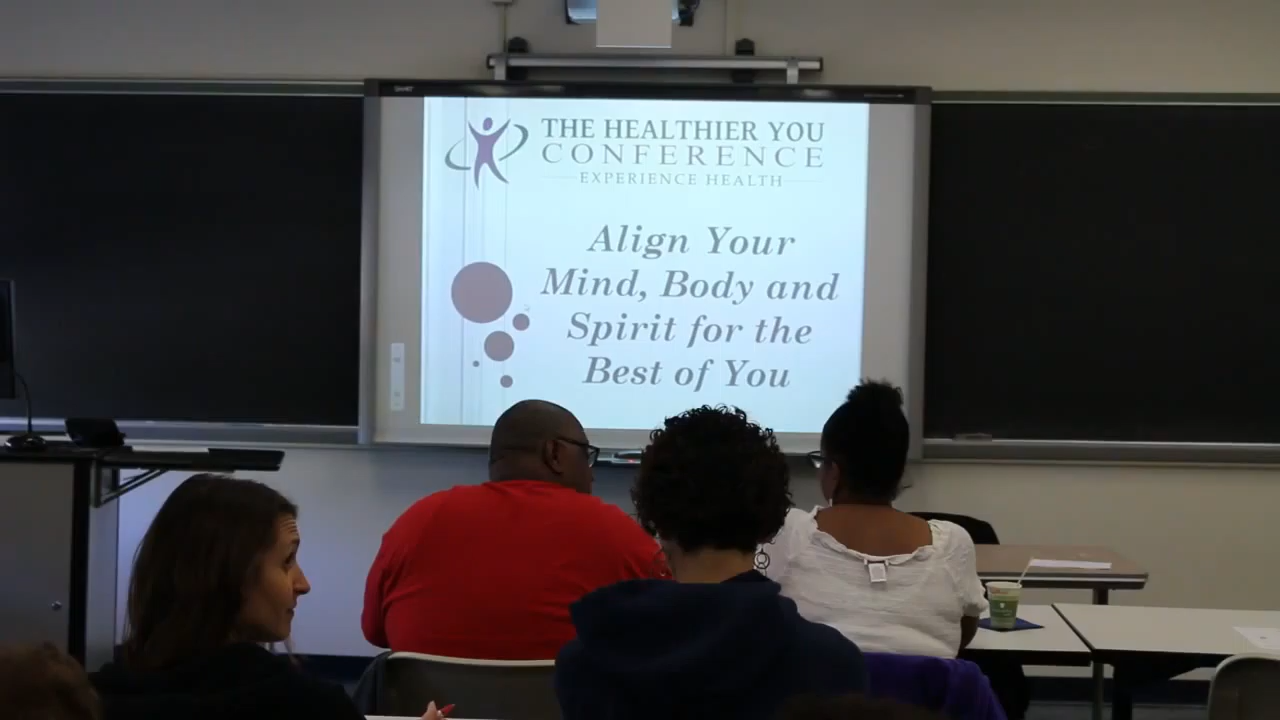 THE HEALTHIER YOU
CONFERENCE
EXPERIENCE HEALTH
Align Your
Mind, Body and
Spirit for the
Best of You